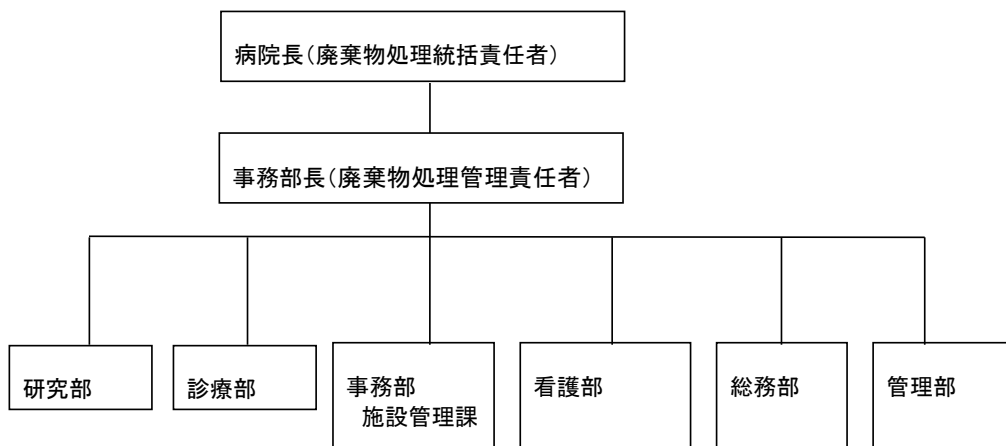 病院長（廃棄物処理統括責任者）
事務部長（廃棄物処理管理責任者）
研究部
診療部
事務部
施設管理課
看護部
総務部
管理部